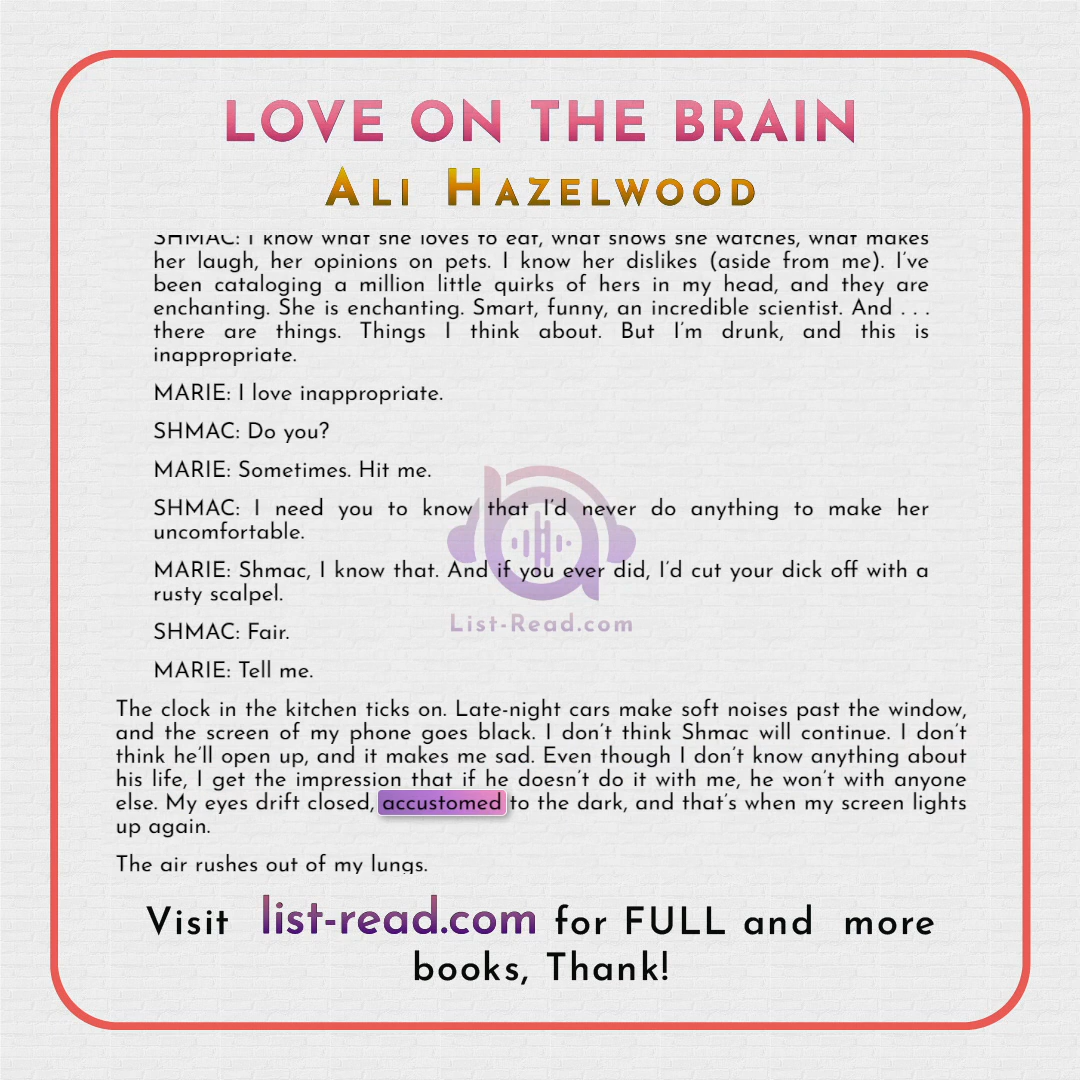 LOVE ON THE BRAIN
ALI HAZELWOOD
SHMAC: I know what she loves to eat, what shows she watches, what makes
her laugh, her opinions on pets. I know her dislikes (aside from me). I've
been cataloging a million little quirks of hers in my head, and they are
enchanting. She is enchanting. Smart, funny, an incredible scientist. And . . .
there are things. Things I think about. But I'm drunk, and this is
inappropriate.
MARIE: I love inappropriate.
SHMAC: Do you?
MARIE: Sometimes. Hit me.
SHMAC: I need you to know that I'd never do anything to make her
uncomfortable.
MARIE: Shmac, I know that. And if you ever did, I'd cut your dick off with a
rusty scalpel.
List-Read.com
SHMAC: Fair.
MARIE: Tell me.
The clock in the kitchen ticks on. Late-night cars make soft noises past the window,
and the screen of my phone goes black. I don't think Shmac will continue. I don't
think he'll open up, and it makes me sad. Even though I don't know anything about
his life, I get the impression that if he doesn't do it with me, he won't with anyone
else. My eyes drift closed, accustomed to the dark, and that's when my screen lights
up again.
The air rushes out of my lungs.
Visit list-read.com for FULL and more
books, Thank!